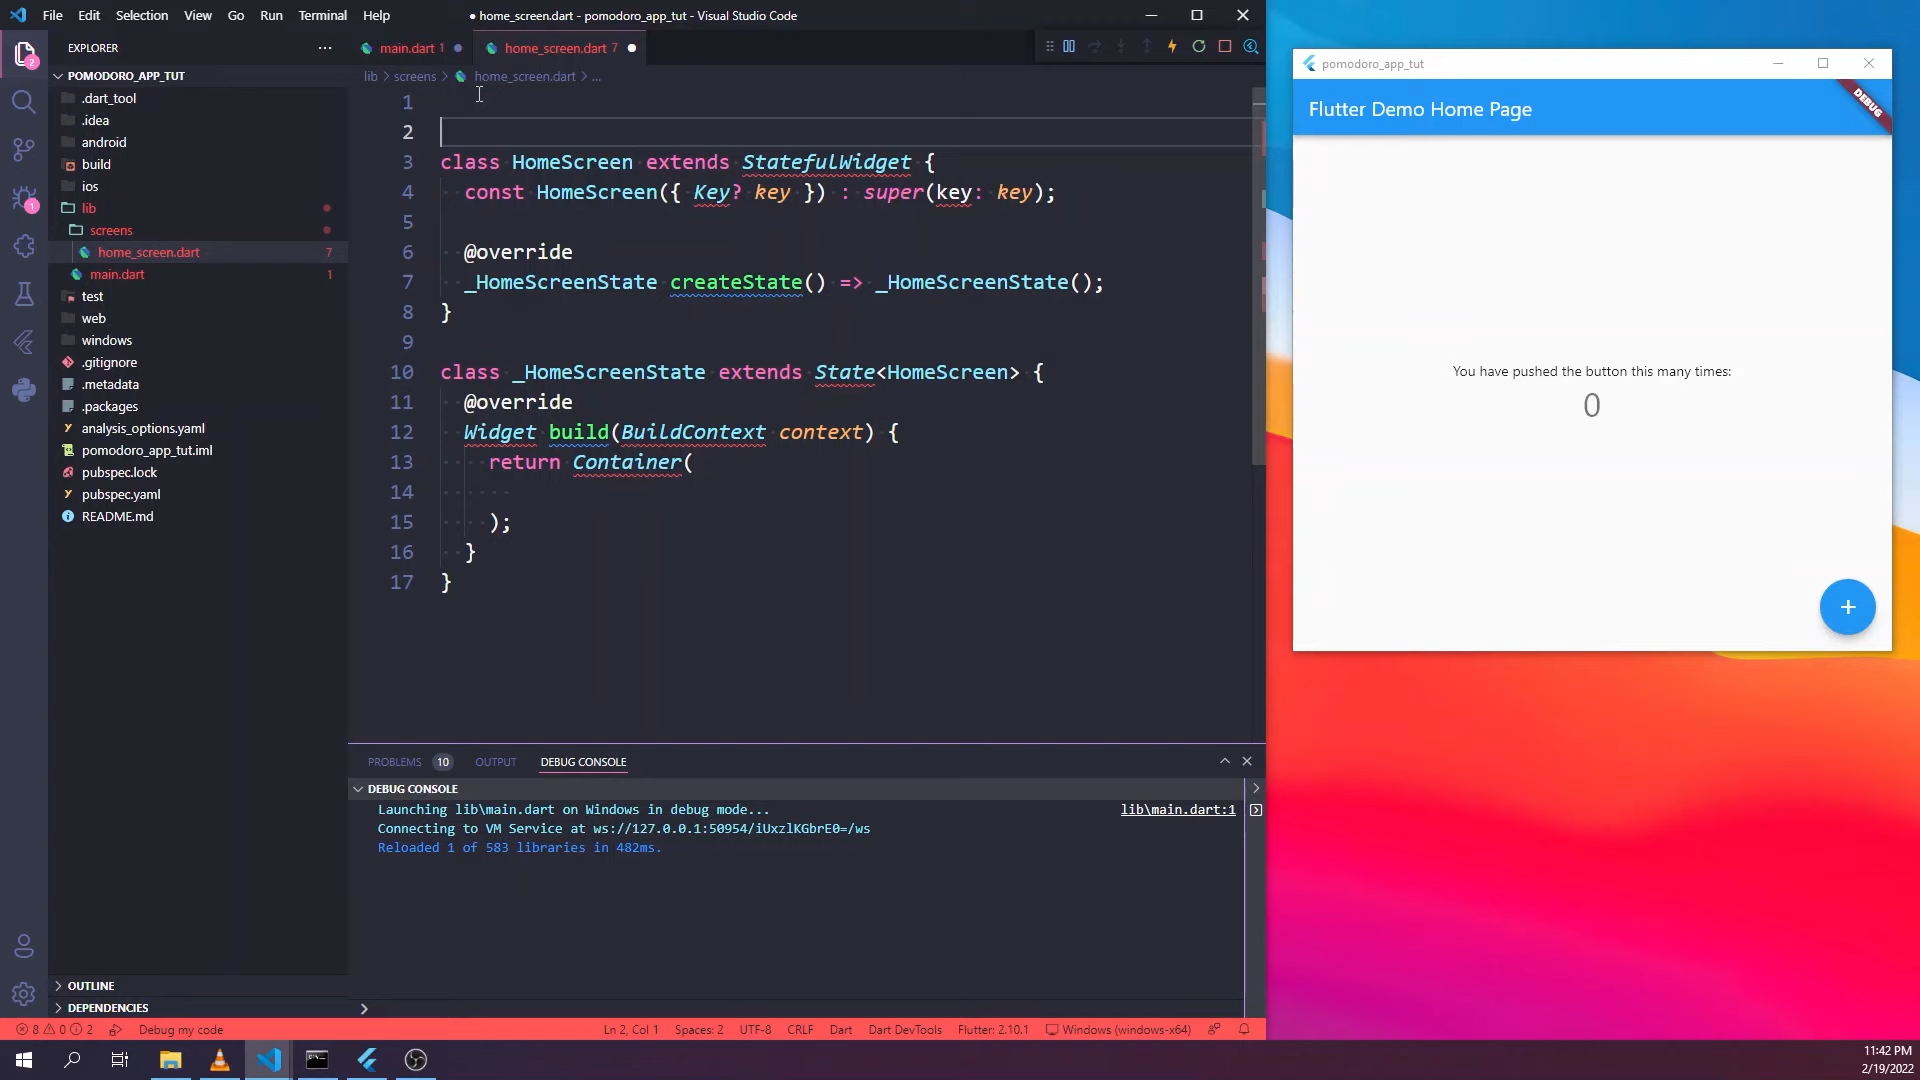 File Edit Selection View Go Run Terminal Help
● home_screen.dart - pomodoro_app_tut - Visual Studio Code
EXPLORER
POMODORO_APP_TUT
.dart_tool
.idea
android
build
ios
lib
screens
home_screen.dart 7
main.dart 1
test
web
windows
.gitignore
.metadata
.packages
analysis_options.yaml
pomodoro_app_tut.iml
pubspec.lock
pubspec.yaml
README.md
OUTLINE
DEPENDENCIES
2
1
main.dart 1
home_screen.dart 7
lib > screens > home_screen.dart > ...
1
2
3 class HomeScreen extends StatefulWidget {
4 const HomeScreen({ Key? key }) : super(key: key);
5
6 @override
7 _HomeScreenState createState() => _HomeScreenState();
8 }
9
10 class _HomeScreenState extends State<HomeScreen> {
11 @override
12 Widget build(BuildContext context) {
13 return Container(
14
15 );
16 }
17 }
PROBLEMS 10 OUTPUT DEBUG CONSOLE
DEBUG CONSOLE
Launching lib\main.dart on Windows in debug mode...
lib\main.dart:1
Connecting to VM Service at ws://127.0.0.1:50954/iUxzlKGbrE0=/ws
Reloaded 1 of 583 libraries in 482ms.
8 0 2 Debug my code
Ln 2, Col 1 Spaces: 2 UTF-8 CRLF Dart Dart DevTools Flutter: 2.10.1 Windows (windows-x64)
pomodoro_app_tut
Flutter Demo Home Page
DEBUG
You have pushed the button this many times:
0
+
11:42 PM
2/19/2022